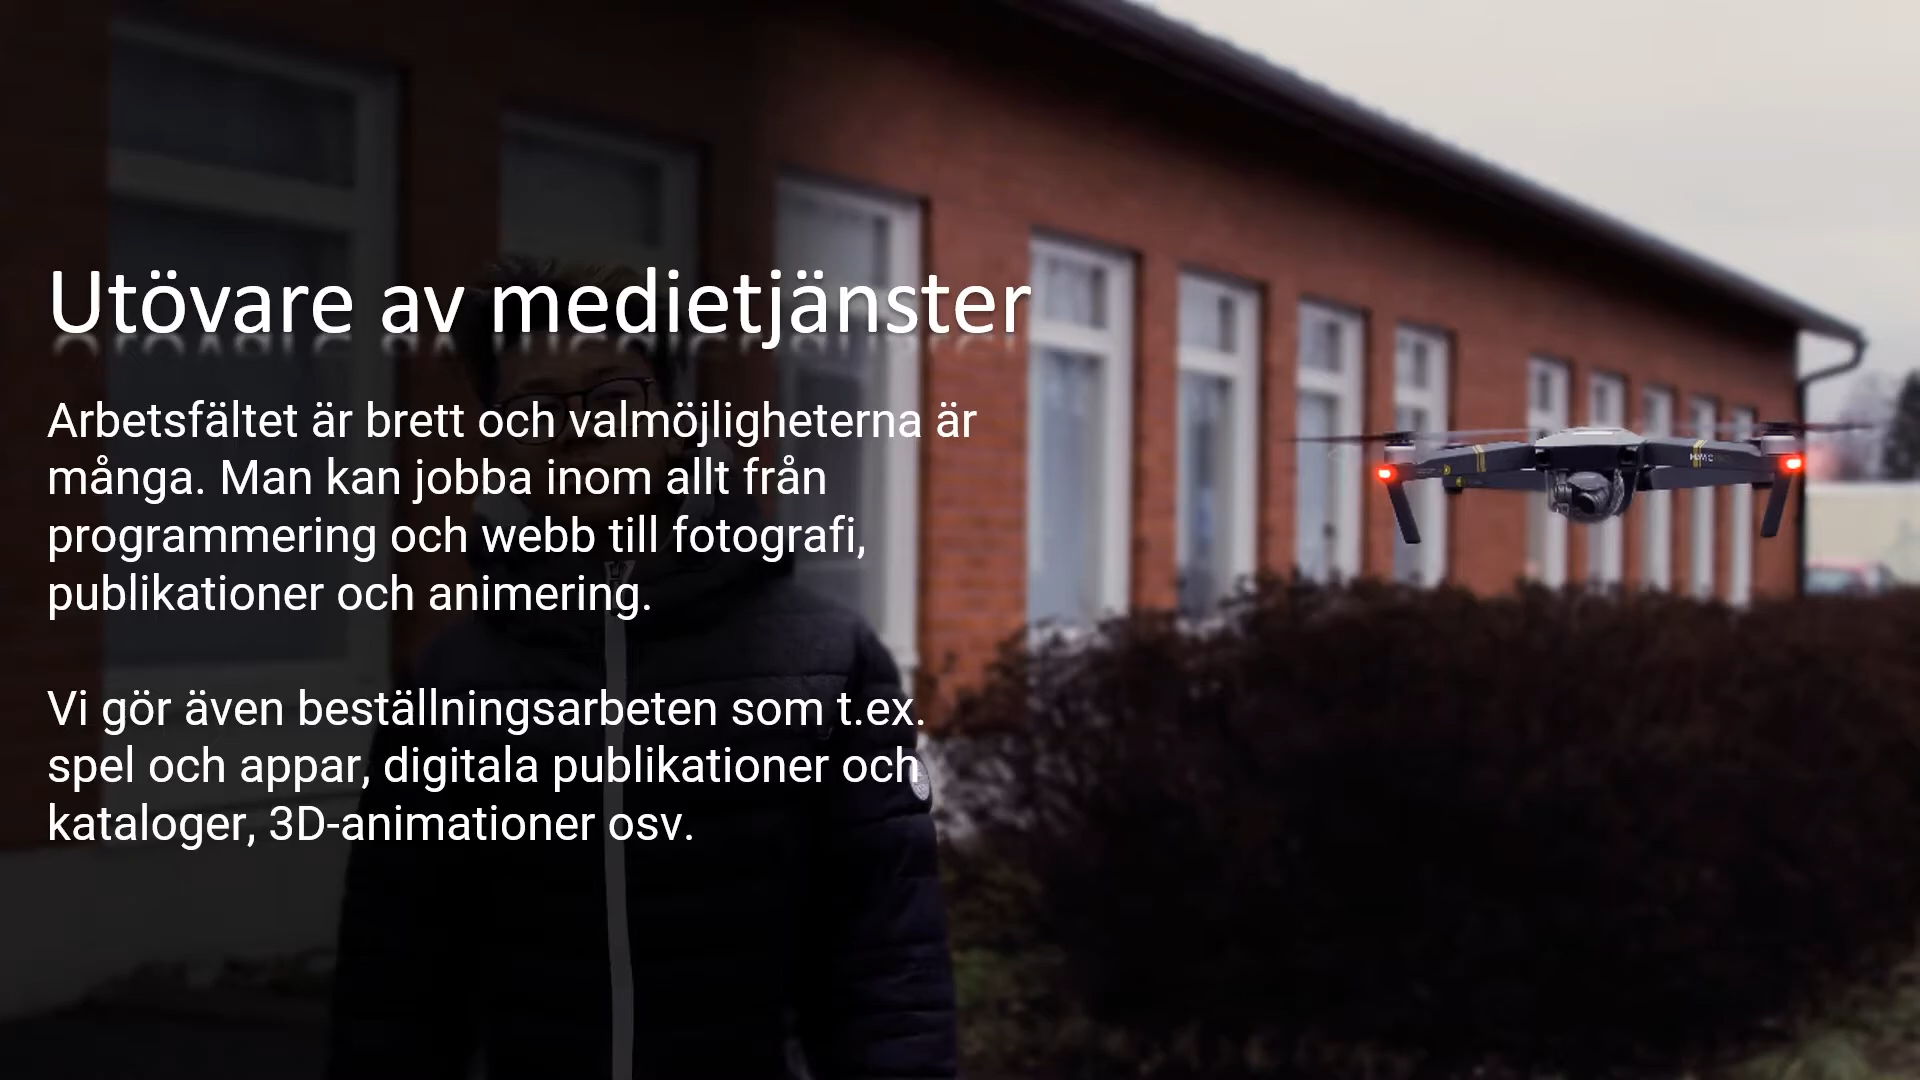 Utövare av medietjänster
Arbetsfältet är brett och valmöjligheterna är
många. Man kan jobba inom allt från
programmering och webb till fotografi,
publikationer och animering.
Vi gör även beställningsarbeten som t.ex.
spel och appar, digitala publikationer och
kataloger, 3D-animationer osv.